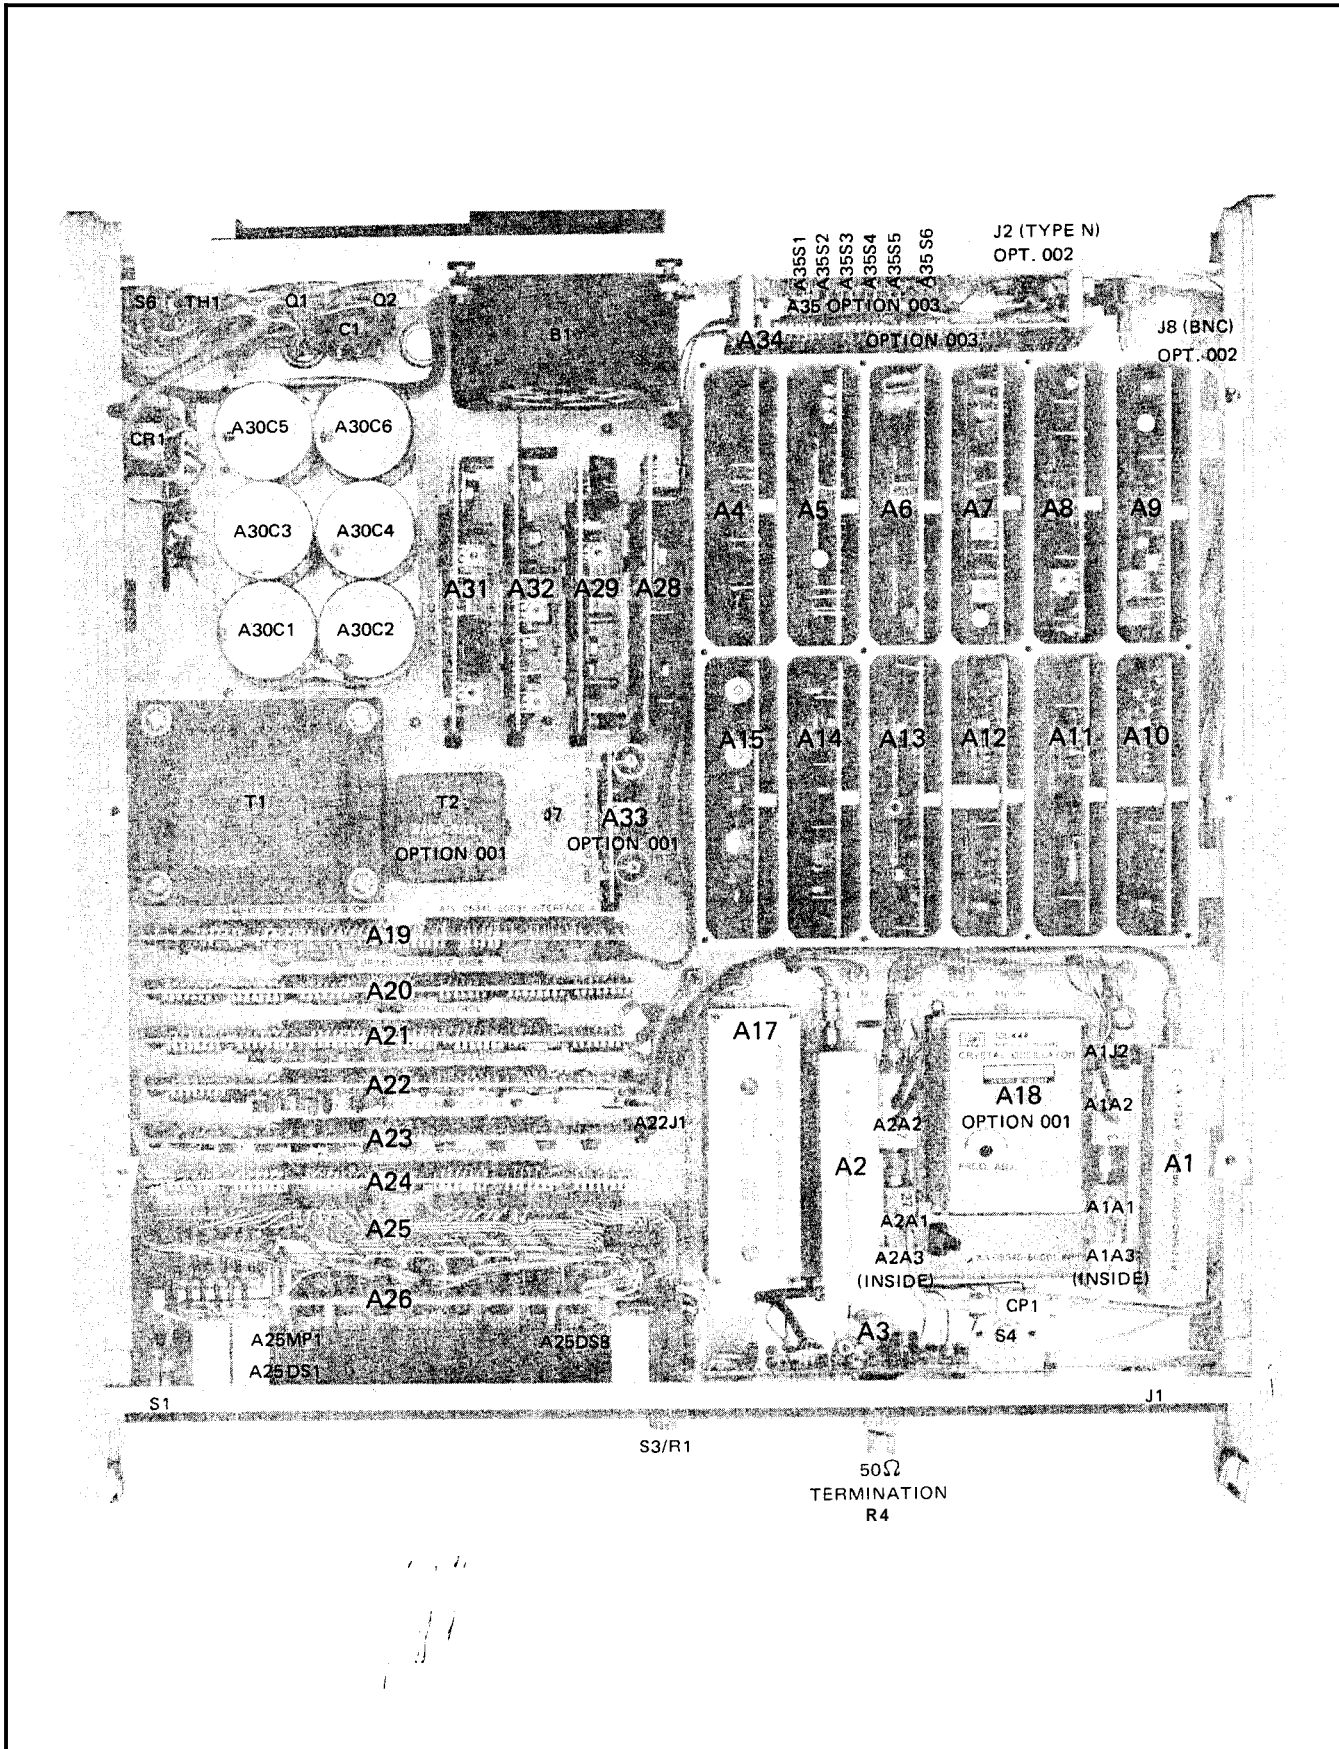 J2 (TYPE N)
OPT. 002
A35S1
A35S2
A35S3
A35S4
A35S5
A35S6
S6 TH1 Q1 Q2
C1
B1
A35 OPTION 003
A34 OPTION 003
J8 (BNC)
OPT. 002
CR1
A30C5 A30C6
A30C3 A30C4
A30C1 A30C2
A31 A32 A29 A28
A4 A5 A6 A7 A8 A9
A15 A14 A13 A12 A11 A10
T1
T2
OPTION 001
J7
A33
OPTION 001
A19
A20
A21
A22
A22J1
A23
A24
A25
A26
A25MP1
A25DS1
A25DS8
A17
A2
A2A2
A2A1
A2A3
(INSIDE)
CRYSTAL OSCILLATOR
A18
OPTION 001
FREQ. ADJ.
A1J2
A1A2
A1
A1A1
A1A3
(INSIDE)
CP1
S4
A3
S1
J1
S3/R1
50Ω
TERMINATION
R4